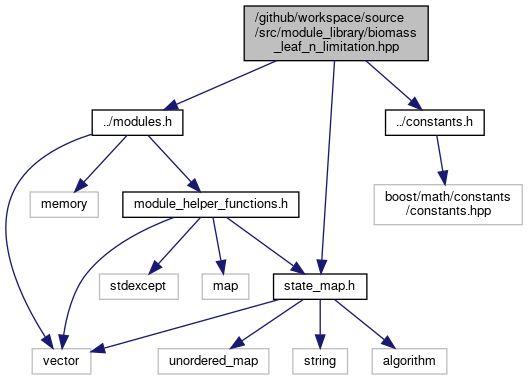 /github/workspace/source
/src/module_library/biomass
_leaf_n_limitation.hpp
../modules.h
../constants.h
memory
module_helper_functions.h
boost/math/constants
/constants.hpp
stdexcept
map
state_map.h
vector
unordered_map
string
algorithm